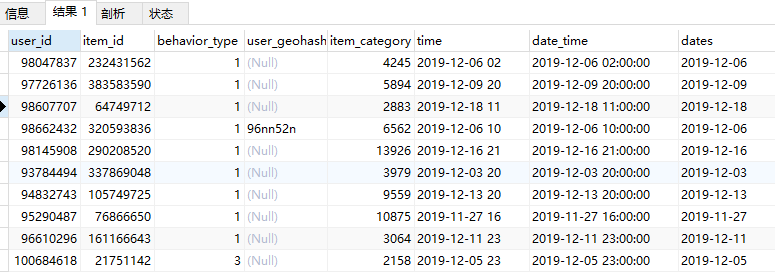 信息 结果 1 剖析 状态
user_id item_id behavior_type user_geohash item_category time date_time dates
98047837 232431562 1 (Null) 4245 2019-12-06 02 2019-12-06 02:00:00 2019-12-06
97726136 383583590 1 (Null) 5894 2019-12-09 20 2019-12-09 20:00:00 2019-12-09
98607707 64749712 1 (Null) 2883 2019-12-18 11 2019-12-18 11:00:00 2019-12-18
98662432 320593836 1 96nn52n 6562 2019-12-06 10 2019-12-06 10:00:00 2019-12-06
98145908 290208520 1 (Null) 13926 2019-12-16 21 2019-12-16 21:00:00 2019-12-16
93784494 337869048 1 (Null) 3979 2019-12-03 20 2019-12-03 20:00:00 2019-12-03
94832743 105749725 1 (Null) 9559 2019-12-13 20 2019-12-13 20:00:00 2019-12-13
95290487 76866650 1 (Null) 10875 2019-11-27 16 2019-11-27 16:00:00 2019-11-27
96610296 161166643 1 (Null) 3064 2019-12-11 23 2019-12-11 23:00:00 2019-12-11
100684618 21751142 3 (Null) 2158 2019-12-05 23 2019-12-05 23:00:00 2019-12-05